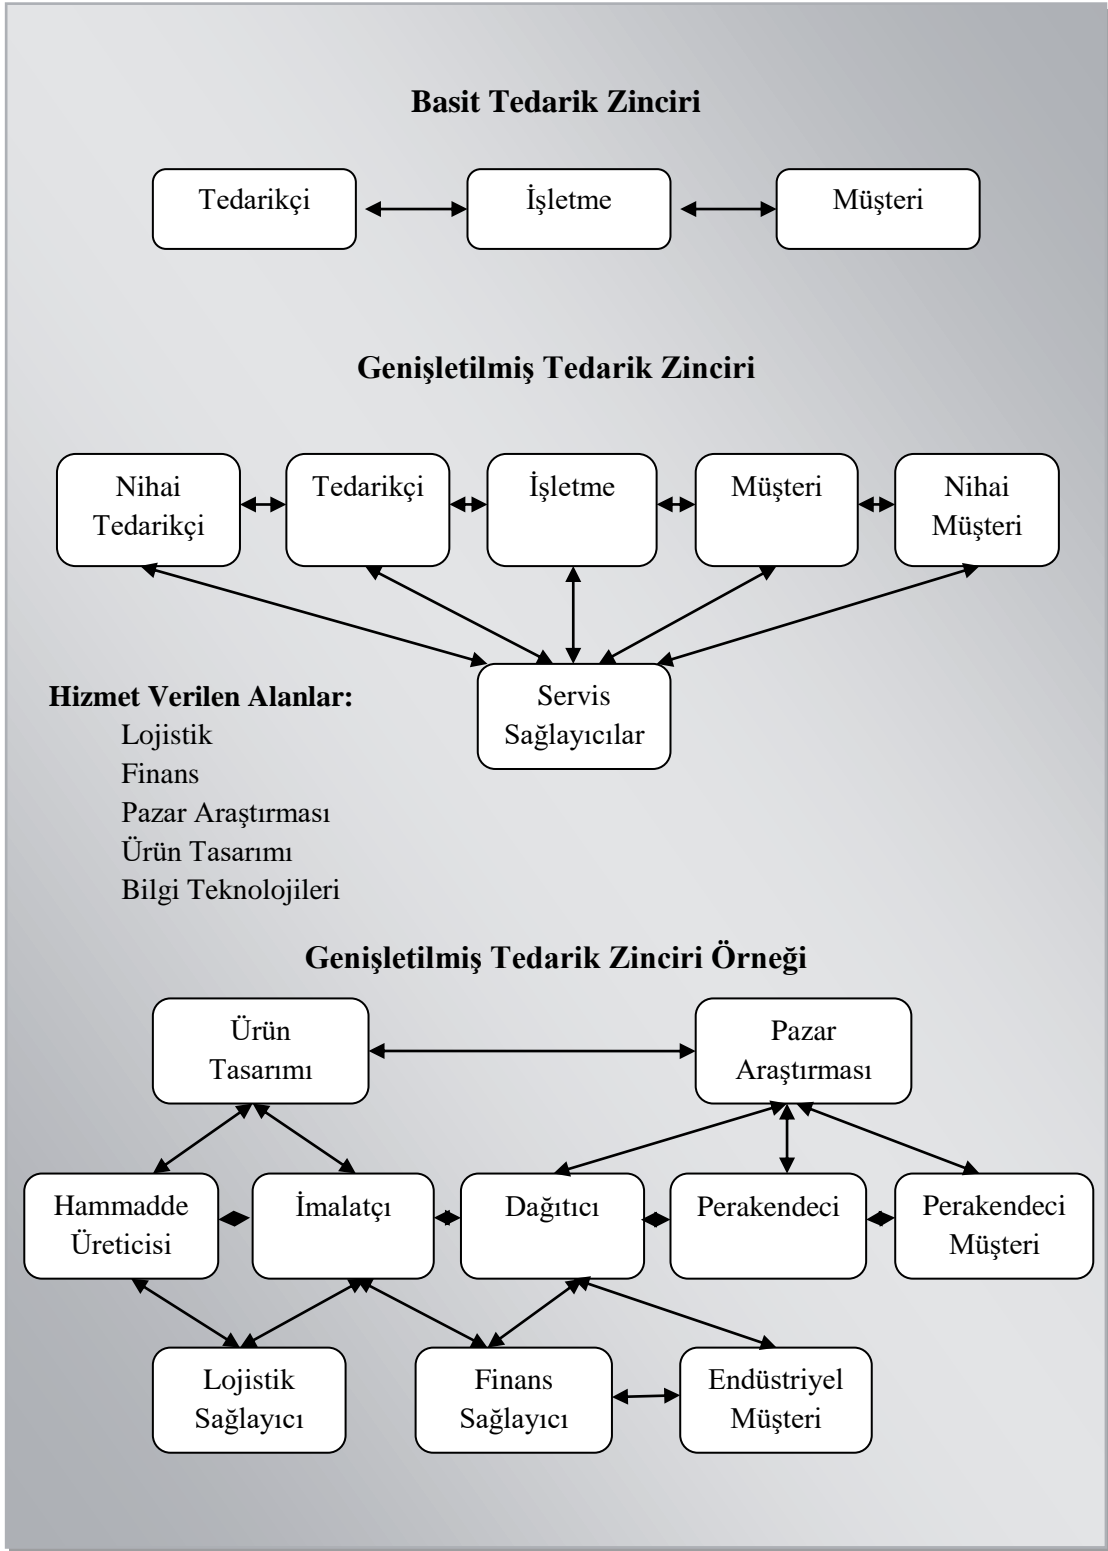 Basit Tedarik Zinciri
Tedarikçi
İşletme
Müşteri
Genişletilmiş Tedarik Zinciri
Nihai
Tedarikçi
Tedarikçi
İşletme
Müşteri
Nihai
Müşteri
Servis
Sağlayıcılar
Hizmet Verilen Alanlar:
Lojistik
Finans
Pazar Araştırması
Ürün Tasarımı
Bilgi Teknolojileri
Genişletilmiş Tedarik Zinciri Örneği
Ürün
Tasarımı
Pazar
Araştırması
Hammadde
Üreticisi
İmalatçı
Dağıtıcı
Perakendeci
Perakendeci
Müşteri
Lojistik
Sağlayıcı
Finans
Sağlayıcı
Endüstriyel
Müşteri